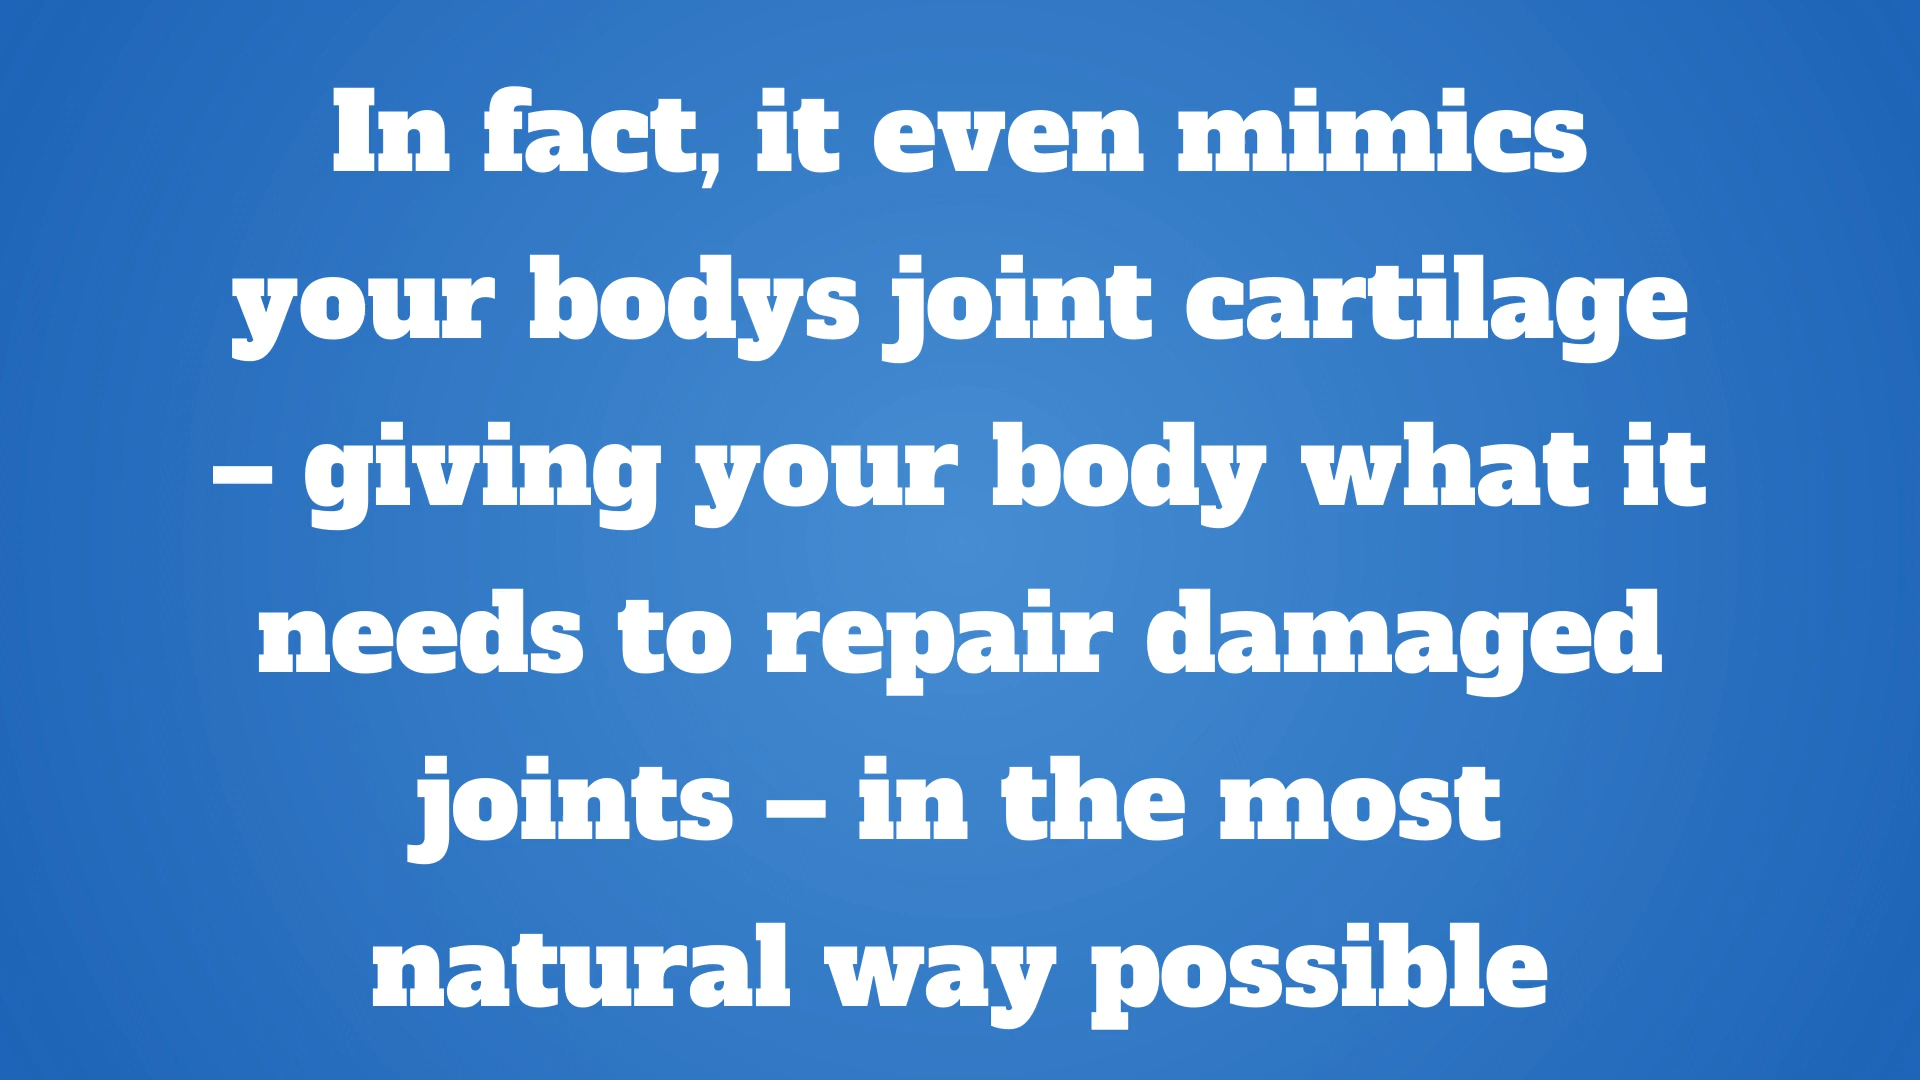 In fact, it even mimics
your bodys joint cartilage
– giving your body what it
needs to repair damaged
joints – in the most
natural way possible